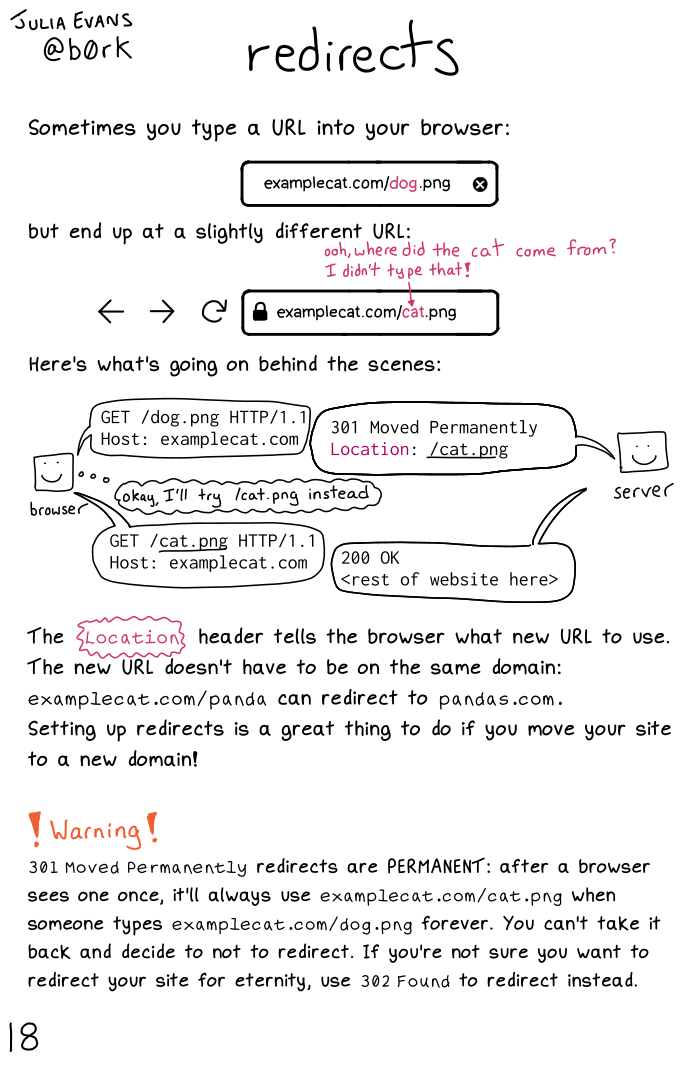 JULIA EVANS
@b0rk
redirects
Sometimes you type a URL into your browser:
examplecat.com/dog.png
but end up at a slightly different URL:
ooh, where did the cat come from?
I didn't type that!
examplecat.com/cat.png
Here's what's going on behind the scenes:
GET /dog.png HTTP/1.1
Host: examplecat.com
301 Moved Permanently
Location: /cat.png
browser
okay, I'll try /cat.png instead
server
GET /cat.png HTTP/1.1
Host: examplecat.com
200 OK
<rest of website here>
The Location header tells the browser what new URL to use.
The new URL doesn't have to be on the same domain:
examplecat.com/panda can redirect to pandas.com.
Setting up redirects is a great thing to do if you move your site
to a new domain!
! Warning !
301 Moved Permanently redirects are PERMANENT: after a browser
sees one once, it'll always use examplecat.com/cat.png when
someone types examplecat.com/dog.png forever. You can't take it
back and decide to not to redirect. If you're not sure you want to
redirect your site for eternity, use 302 Found to redirect instead.
18